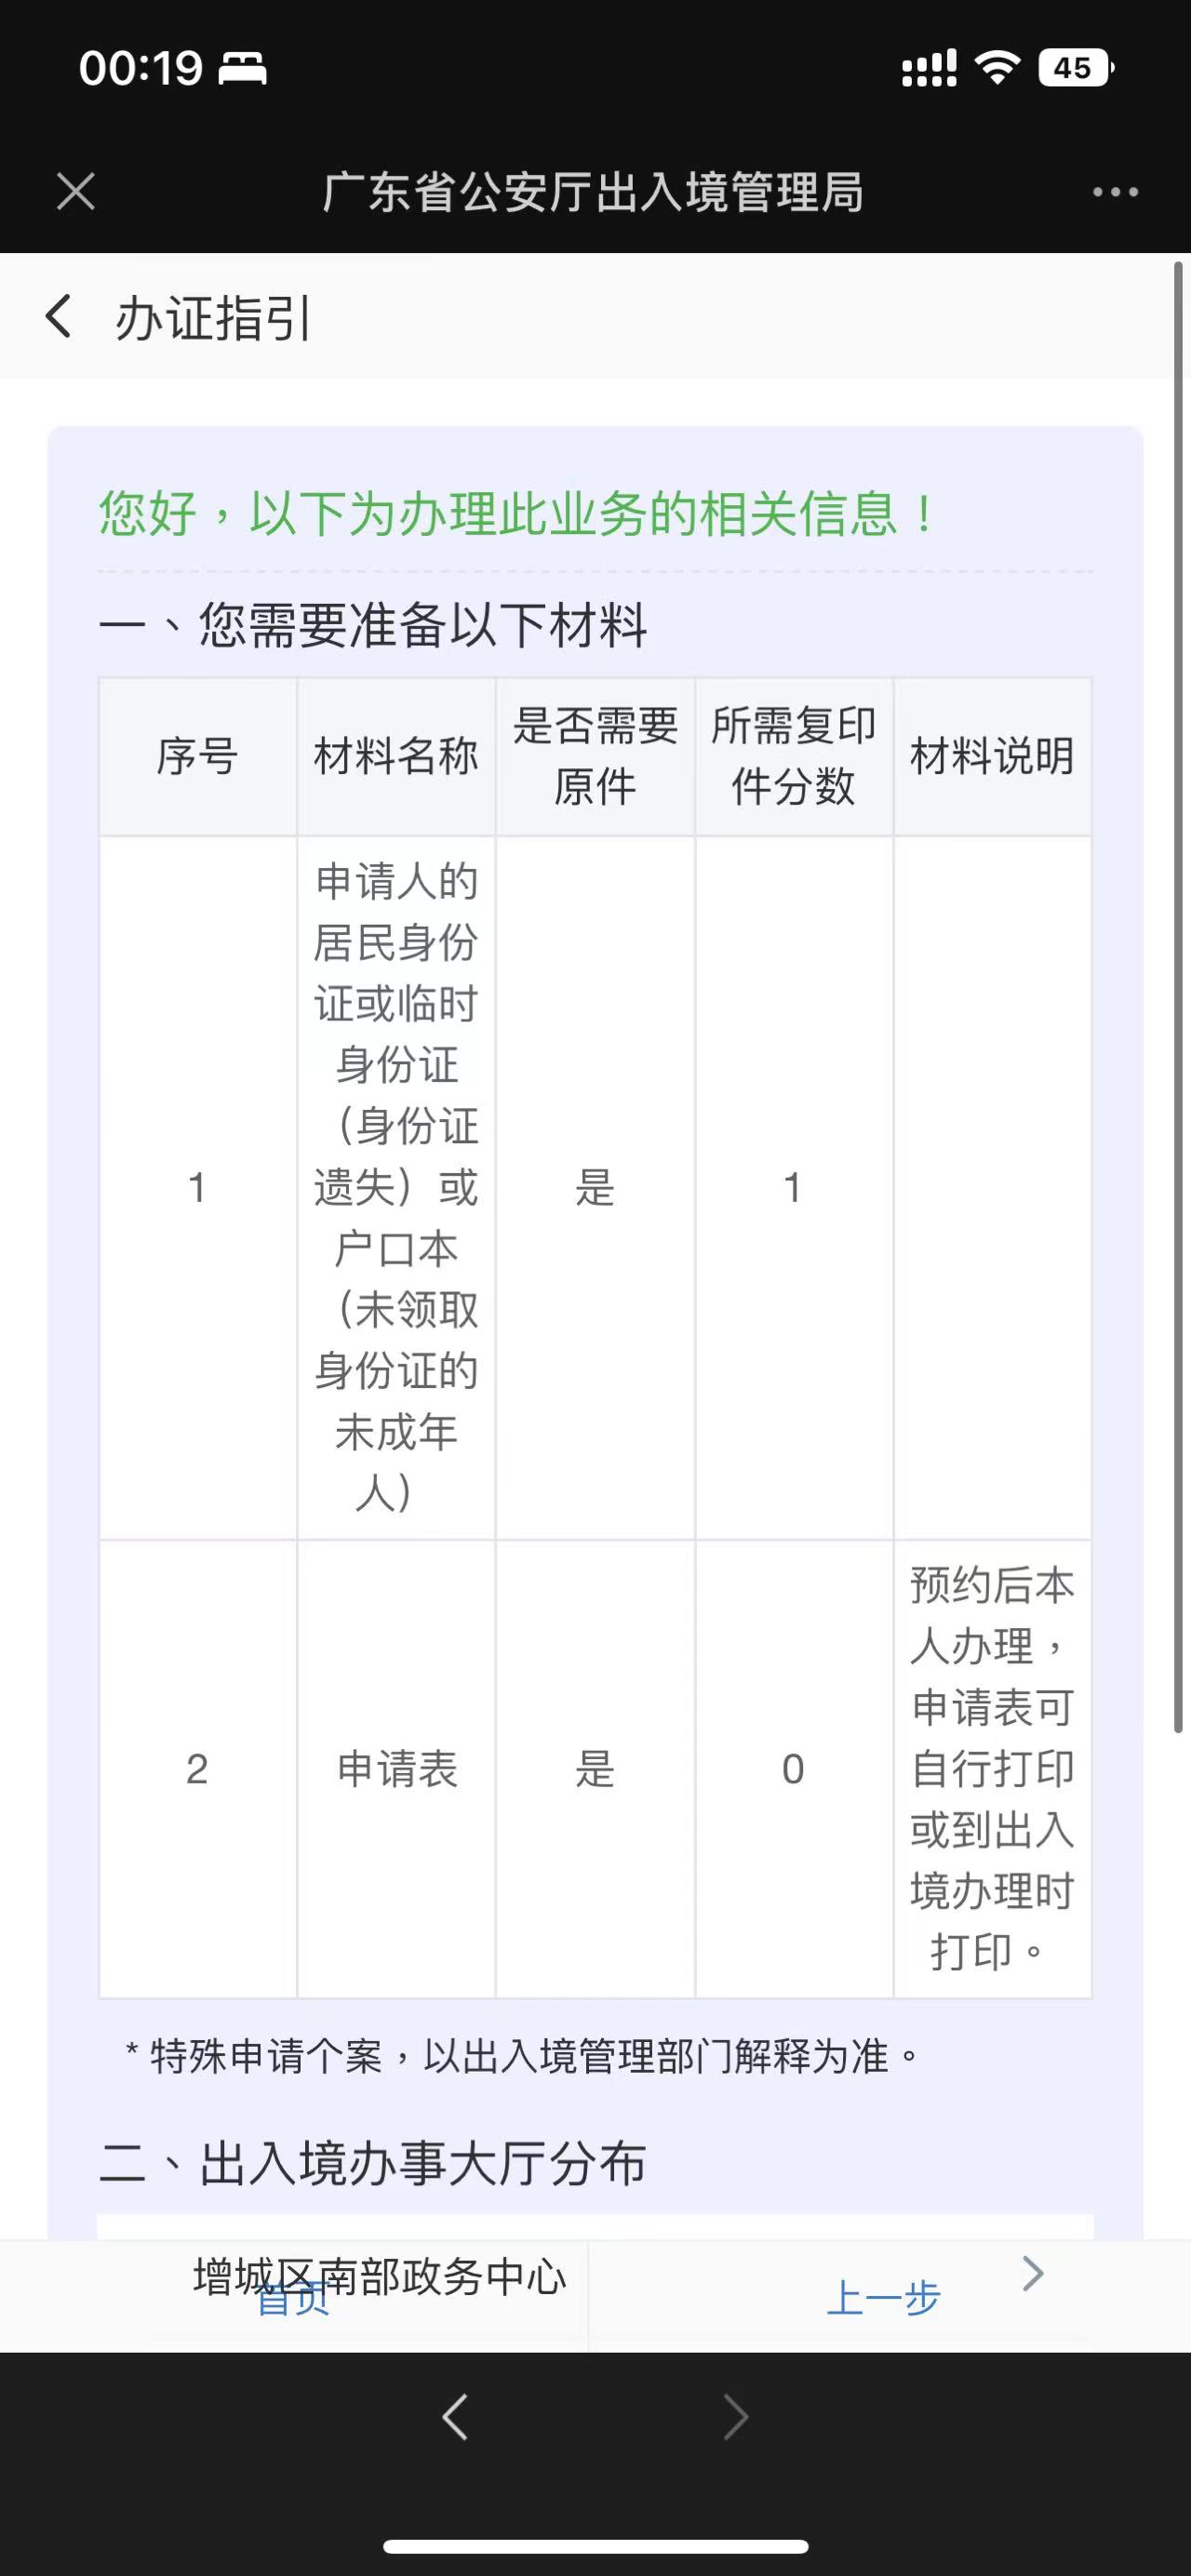 00:19
45
广东省公安厅出入境管理局
办证指引
您好，以下为办理此业务的相关信息！
一、您需要准备以下材料
序号
材料名称
是否需要
原件
所需复印
件分数
材料说明
1
申请人的
居民身份
证或临时
身份证
（身份证
遗失）或
户口本
（未领取
身份证的
未成年
人）
是
1
2
申请表
是
0
预约后本
人办理，
申请表可
自行打印
或到出入
境办理时
打印。
* 特殊申请个案，以出入境管理部门解释为准。
二、出入境办事大厅分布
增城区南部政务中心
首页
上一步